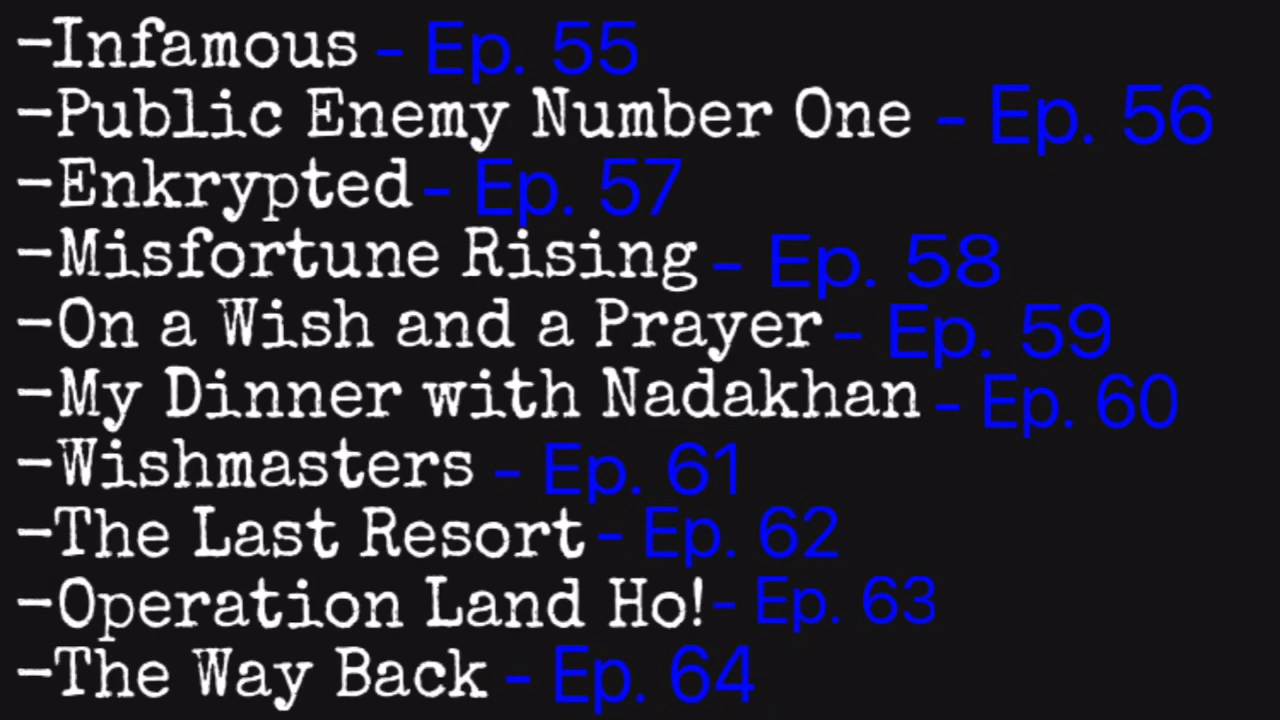 -Infamous - Ep. 55
-Public Enemy Number One - Ep. 56
-Enkrypted - Ep. 57
-Misfortune Rising - Ep. 58
-On a Wish and a Prayer - Ep. 59
-My Dinner with Nadakhan - Ep. 60
-Wishmasters - Ep. 61
-The Last Resort - Ep. 62
-Operation Land Ho! - Ep. 63
-The Way Back - Ep. 64